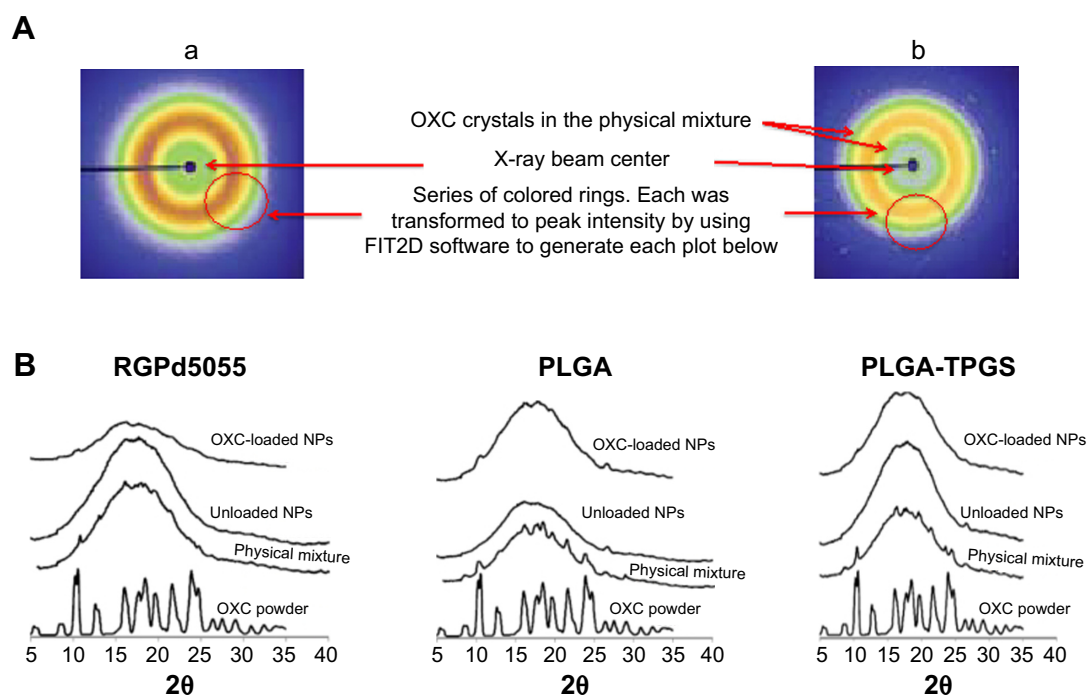 A
a
b
OXC crystals in the physical mixture
X-ray beam center
Series of colored rings. Each was
transformed to peak intensity by using
FIT2D software to generate each plot below
B
RGPd5055
OXC-loaded NPs
Unloaded NPs
Physical mixture
OXC powder
5 10 15 20 25 30 35 40
2θ
PLGA
OXC-loaded NPs
Unloaded NPs
Physical mixture
OXC powder
5 10 15 20 25 30 35 40
2θ
PLGA-TPGS
OXC-loaded NPs
Unloaded NPs
Physical mixture
OXC powder
5 10 15 20 25 30 35 40
2θ